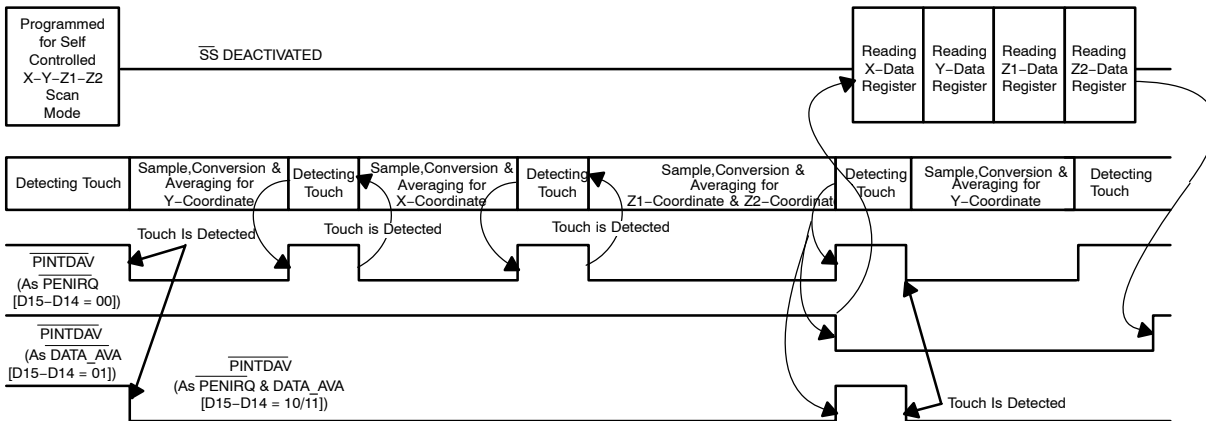 Programmed
for Self
Controlled
X−Y−Z1−Z2
Scan
Mode
SS DEACTIVATED
Reading
X−Data
Register
Reading
Y−Data
Register
Reading
Z1−Data
Register
Reading
Z2−Data
Register
Detecting Touch
Sample,Conversion &
Averaging for
Y−Coordinate
Detecting
Touch
Sample,Conversion &
Averaging for
X−Coordinate
Detecting
Touch
Sample,Conversion &
Averaging for
Z1−Coordinate & Z2−Coordinate
Detecting
Touch
Sample,Conversion &
Averaging for
Y−Coordinate
Detecting
Touch
Touch Is Detected
Touch is Detected
Touch is Detected
PINTDAV
(As PENIRQ
[D15−D14 = 00])
PINTDAV
(As DATA_AVA
[D15−D14 = 01])
PINTDAV
(As PENIRQ & DATA_AVA
[D15−D14 = 10/11])
Touch Is Detected